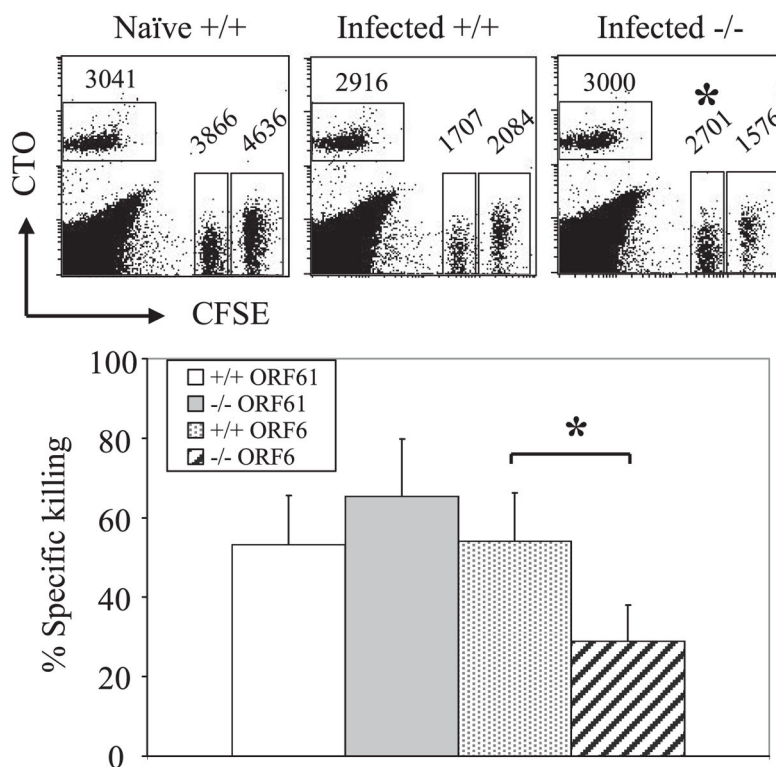 Naïve +/+ Infected +/+ Infected -/-
3041 3866 4636 2916 1707 2084 3000 * 2701 1576
CTO
CFSE
100
80
60
40
20
0
% Specific killing
+/+ ORF61
-/- ORF61
+/+ ORF6
-/- ORF6
*